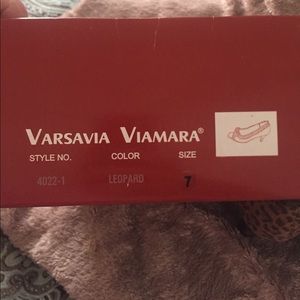 VARSAVIA VIAMARA®
STYLE NO. COLOR SIZE
4022-1 LEOPARD 7